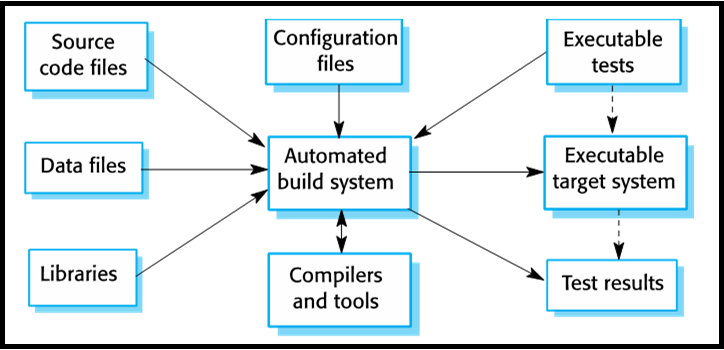 Source
code files
Configuration
files
Executable
tests
Data files
Automated
build system
Executable
target system
Libraries
Compilers
and tools
Test results